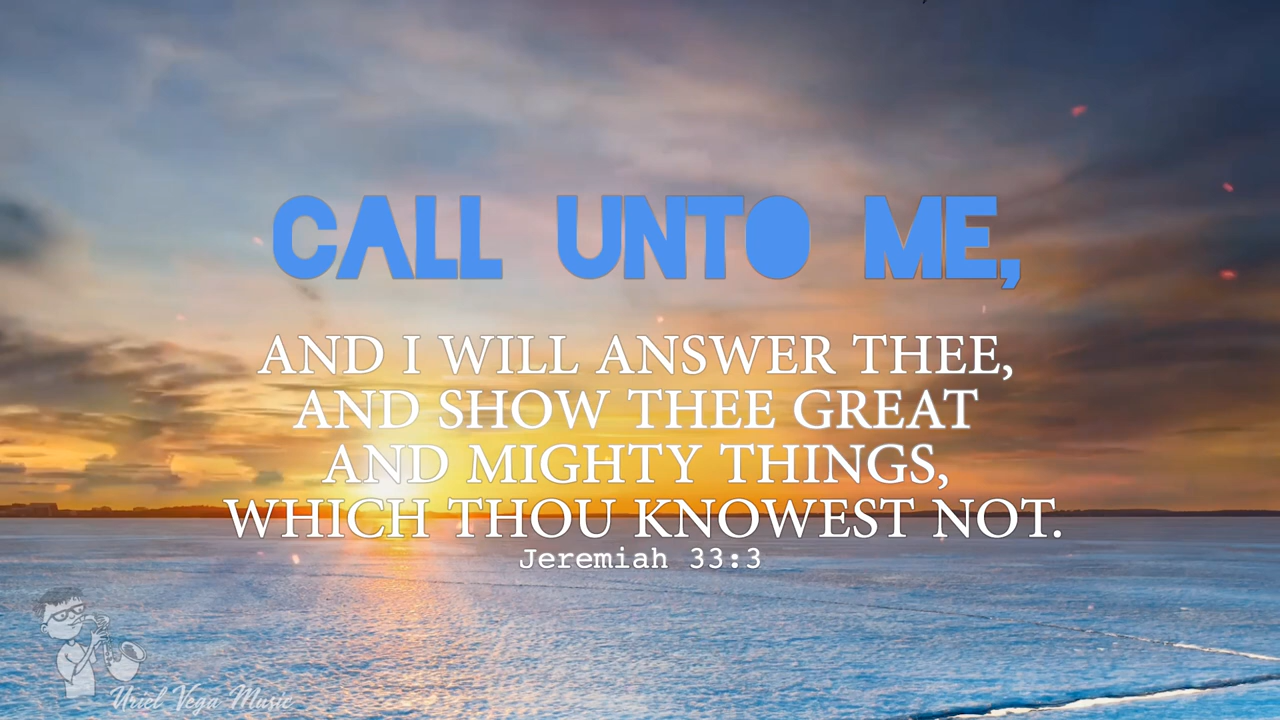 CALL UNTO ME,
AND I WILL ANSWER THEE,
AND SHOW THEE GREAT
AND MIGHTY THINGS,
WHICH THOU KNOWEST NOT.
Jeremiah 33:3
Uriel Vega Music